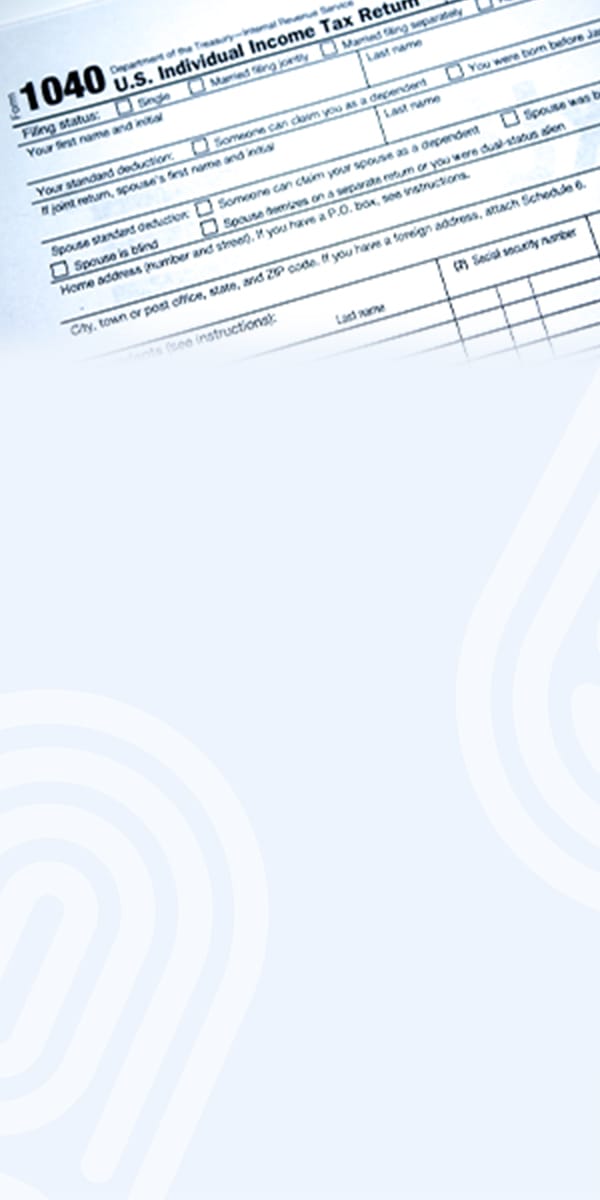 Form 1040 Department of the Treasury—Internal Revenue Service
U.S. Individual Income Tax Return
Filing status: Single Married filing jointly Married filing separately
Your first name and initial Last name
Your standard deduction: Someone can claim you as a dependent You were born before
If joint return, spouse's first name and initial Last name
Spouse standard deduction: Someone can claim your spouse as a dependent Spouse was b
Spouse is blind Spouse itemizes on a separate return or you were dual-status alien
Home address (number and street). If you have a P.O. box, see instructions.
City, town or post office, state, and ZIP code. If you have a foreign address, attach Schedule 6.
(see instructions): (2) Social security number
Last name